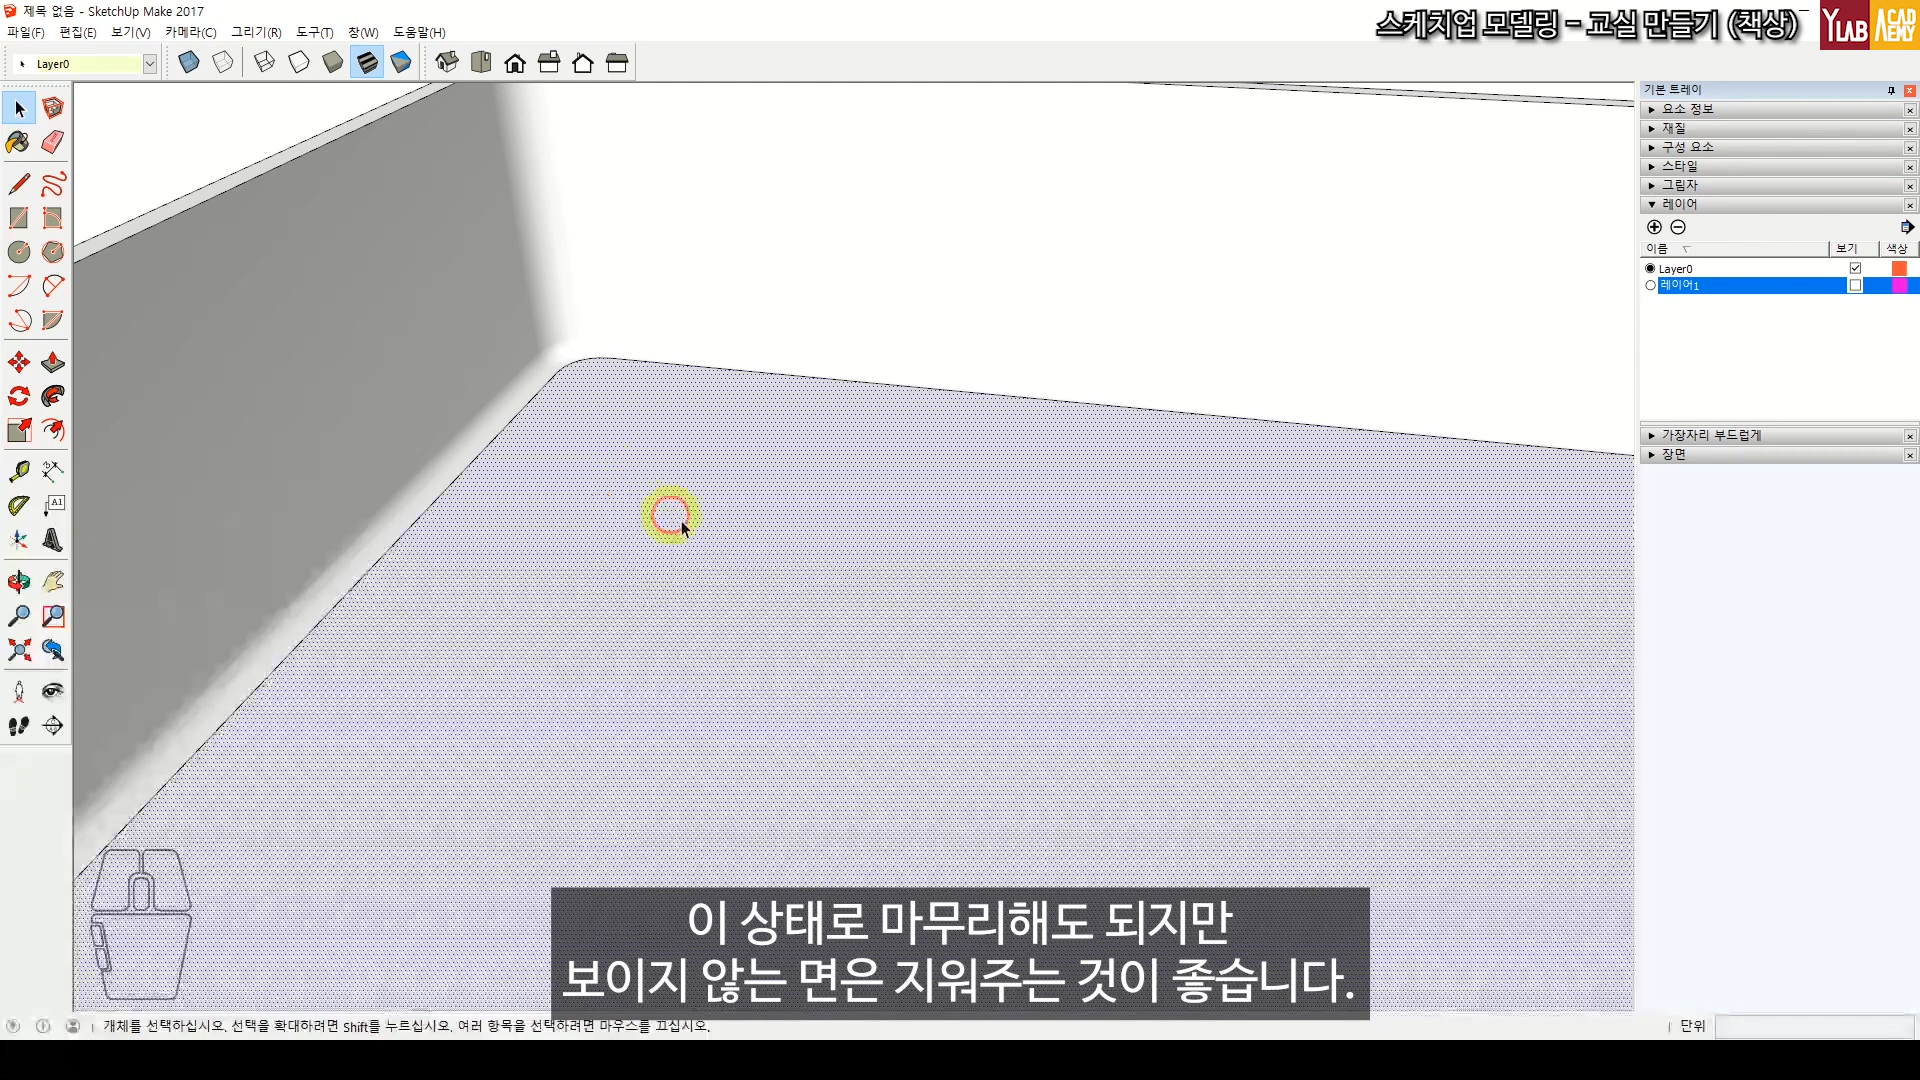 제목 없음 - SketchUp Make 2017
스케치업 모델링 - 교실 만들기 (책상)
YLAB ACADEMY
파일(F) 편집(E) 보기(V) 카메라(C) 그리기(R) 도구(T) 창(W) 도움말(H)
Layer0
기본 트레이
요소 정보
재질
구성 요소
스타일
그림자
레이어
이름 보기 색상
Layer0
레이어1
가장자리 부드럽게
장면
AI
이 상태로 마무리해도 되지만
보이지 않는 면은 지워주는 것이 좋습니다.
개체를 선택하십시오. 선택을 확대하려면 Shift를 누르십시오. 여러 항목을 선택하려면 마우스를 끄십시오.
단위